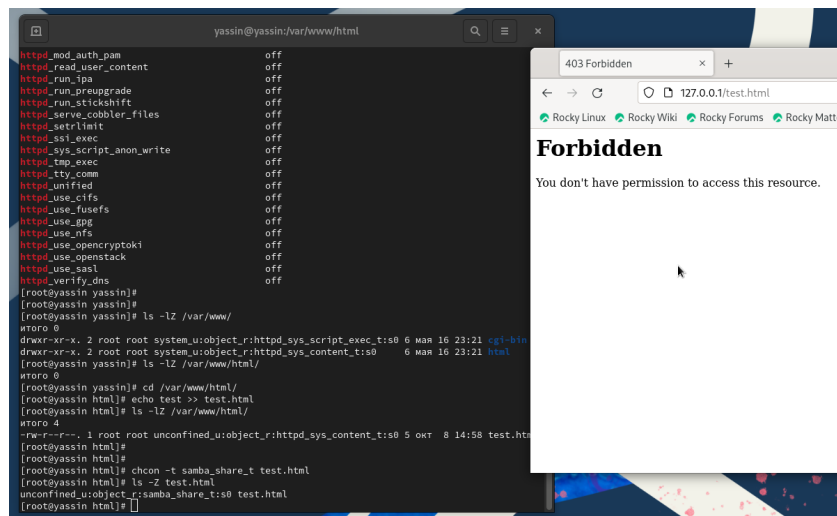 yassin@yassin:/var/www/html
httpd_mod_auth_pam off
httpd_read_user_content off
httpd_run_ipa off
httpd_run_preupgrade off
httpd_run_stickshift off
httpd_serve_cobbler_files off
httpd_setrlimit off
httpd_ssi_exec off
httpd_sys_script_anon_write off
httpd_tmp_exec off
httpd_tty_comm off
httpd_unified off
httpd_use_cifs off
httpd_use_fusefs off
httpd_use_gpg off
httpd_use_nfs off
httpd_use_opencryptoki off
httpd_use_openstack off
httpd_use_sasl off
httpd_verify_dns off
[root@yassin yassin]#
[root@yassin yassin]#
[root@yassin yassin]# ls -lZ /var/www/
итого 0
drwxr-xr-x. 2 root root system_u:object_r:httpd_sys_script_exec_t:s0 6 мая 16 23:21 cgi-bin
drwxr-xr-x. 2 root root system_u:object_r:httpd_sys_content_t:s0 6 мая 16 23:21 html
[root@yassin yassin]# ls -lZ /var/www/html/
итого 0
[root@yassin yassin]# cd /var/www/html/
[root@yassin html]# echo test >> test.html
[root@yassin html]# ls -lZ /var/www/html/
итого 4
-rw-r--r--. 1 root root unconfined_u:object_r:httpd_sys_content_t:s0 5 окт 8 14:58 test.htm
[root@yassin html]#
[root@yassin html]#
[root@yassin html]# chcon -t samba_share_t test.html
[root@yassin html]# ls -Z test.html
unconfined_u:object_r:samba_share_t:s0 test.html
[root@yassin html]#
403 Forbidden
127.0.0.1/test.html
Rocky Linux Rocky Wiki Rocky Forums Rocky Matt
Forbidden
You don't have permission to access this resource.